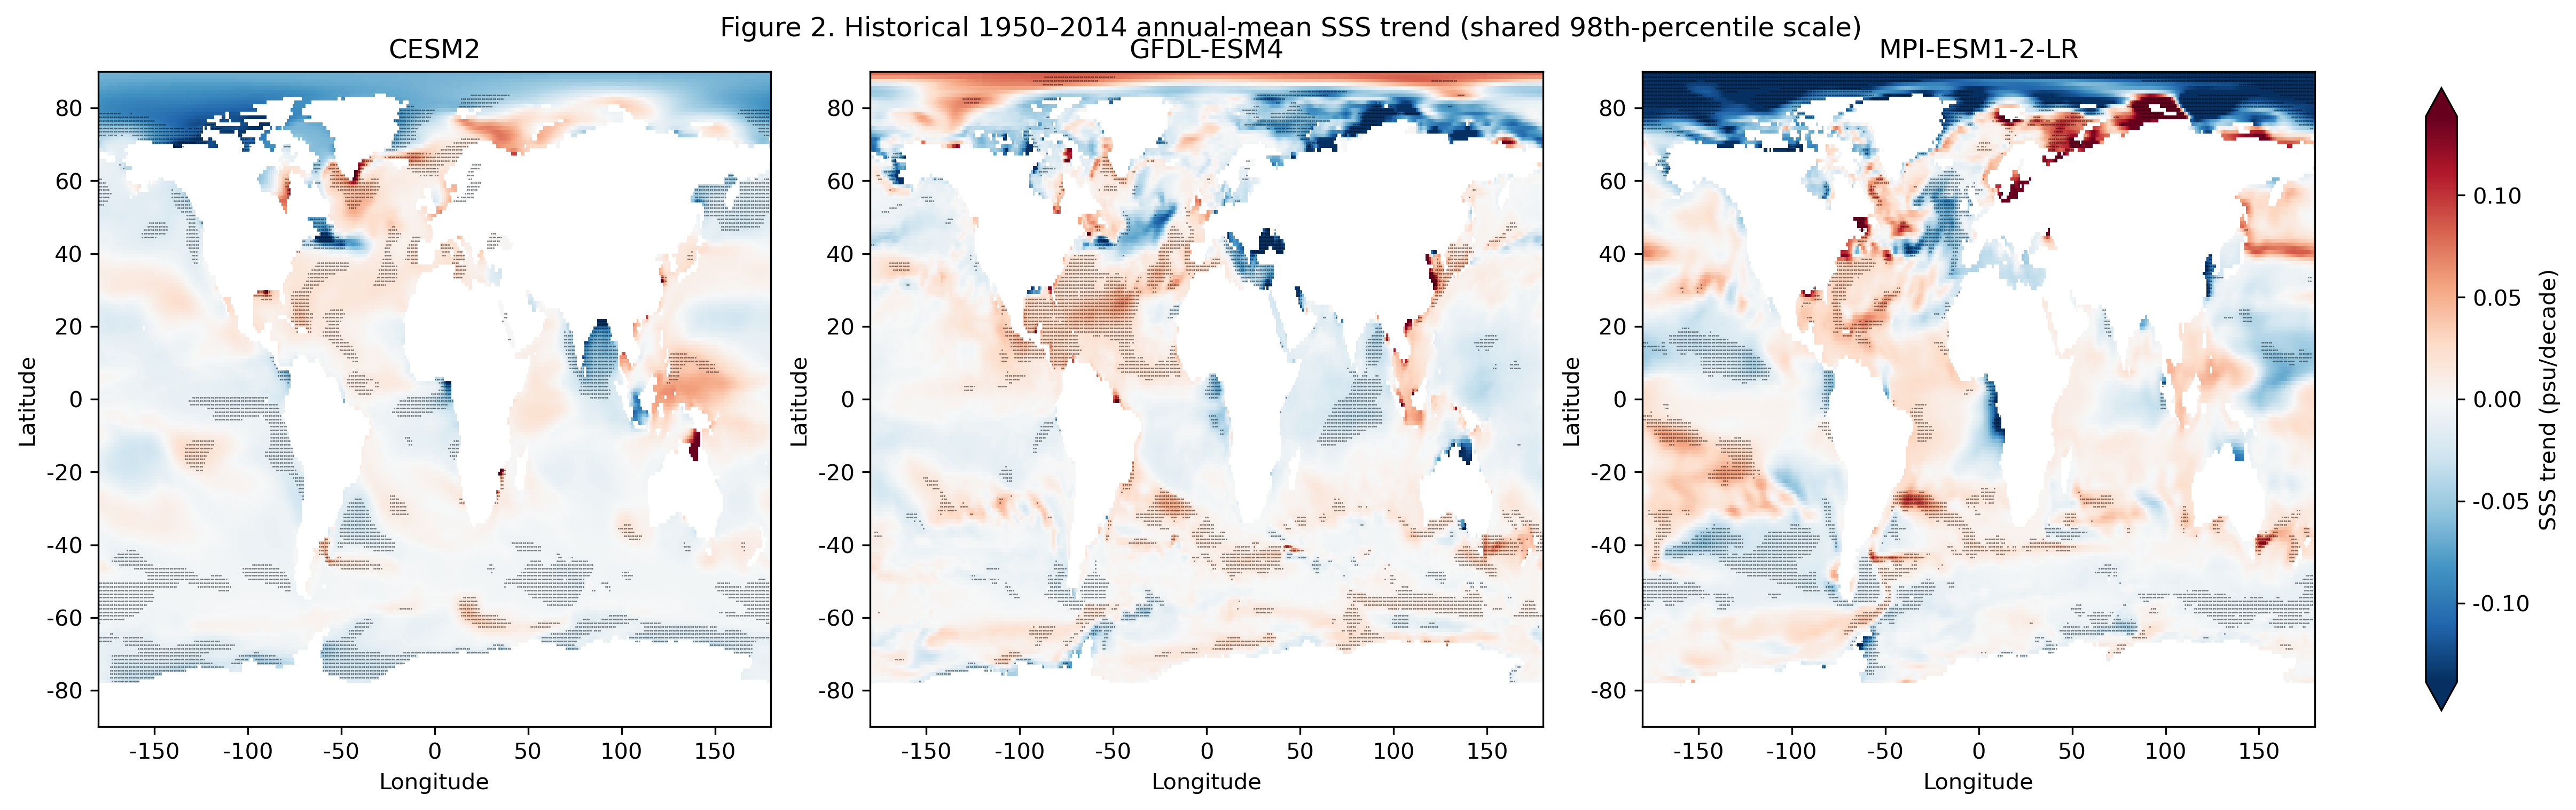 Figure 2. Historical 1950–2014 annual-mean SSS trend (shared 98th-percentile scale)
CESM2
GFDL-ESM4
MPI-ESM1-2-LR
Latitude
80
60
40
20
0
-20
-40
-60
-80
-150 -100 -50 0 50 100 150
Longitude
Latitude
80
60
40
20
0
-20
-40
-60
-80
-150 -100 -50 0 50 100 150
Longitude
Latitude
80
60
40
20
0
-20
-40
-60
-80
-150 -100 -50 0 50 100 150
Longitude
0.10
0.05
0.00
-0.05
-0.10
SSS trend (psu/decade)